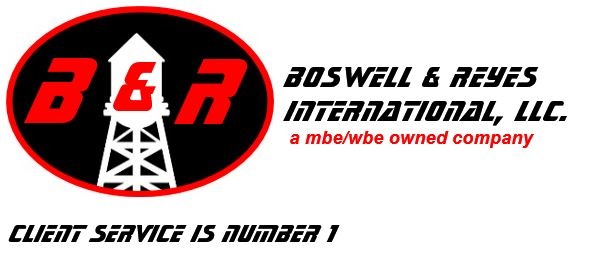 B & R
BOSWELL & REYES
INTERNATIONAL, LLC.
a mbe/wbe owned company
CLIENT SERVICE IS NUMBER 1